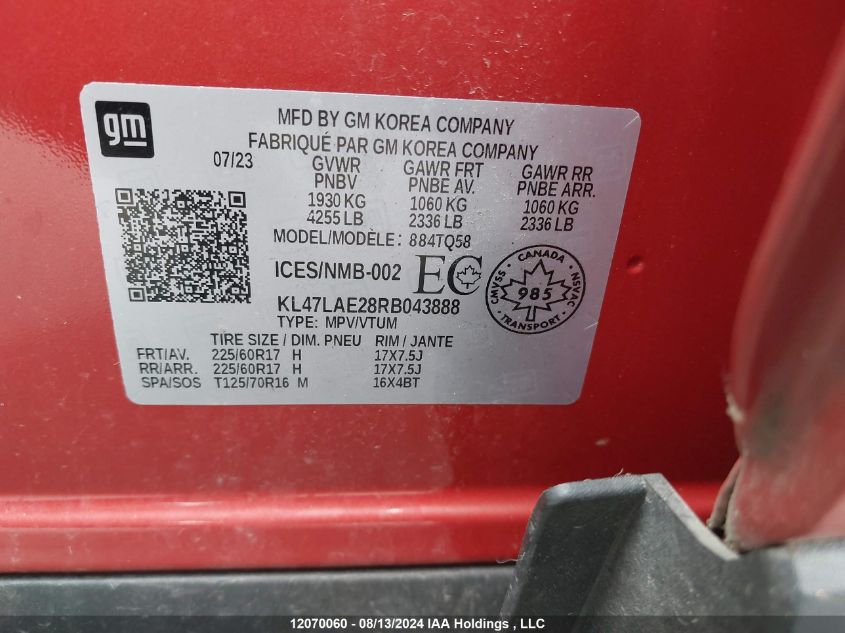 gm
MFD BY GM KOREA COMPANY
FABRIQUÉ PAR GM KOREA COMPANY
07/23 GVWR GAWR FRT GAWR RR
PNBV PNBE AV. PNBE ARR.
1930 KG 1060 KG 1060 KG
4255 LB 2336 LB 2336 LB
MODEL/MODÈLE: 884TQ58
ICES/NMB-002 EC
CANADA
CMVSS 985 NSVAC
TRANSPORT
KL47LAE28RB043888
TYPE: MPV/VTUM
TIRE SIZE / DIM. PNEU RIM / JANTE
FRT/AV. 225/60R17 H 17X7.5J
RR/ARR. 225/60R17 H 17X7.5J
SPA/SOS T125/70R16 M 16X4BT
12070060 - 08/13/2024 IAA Holdings , LLC